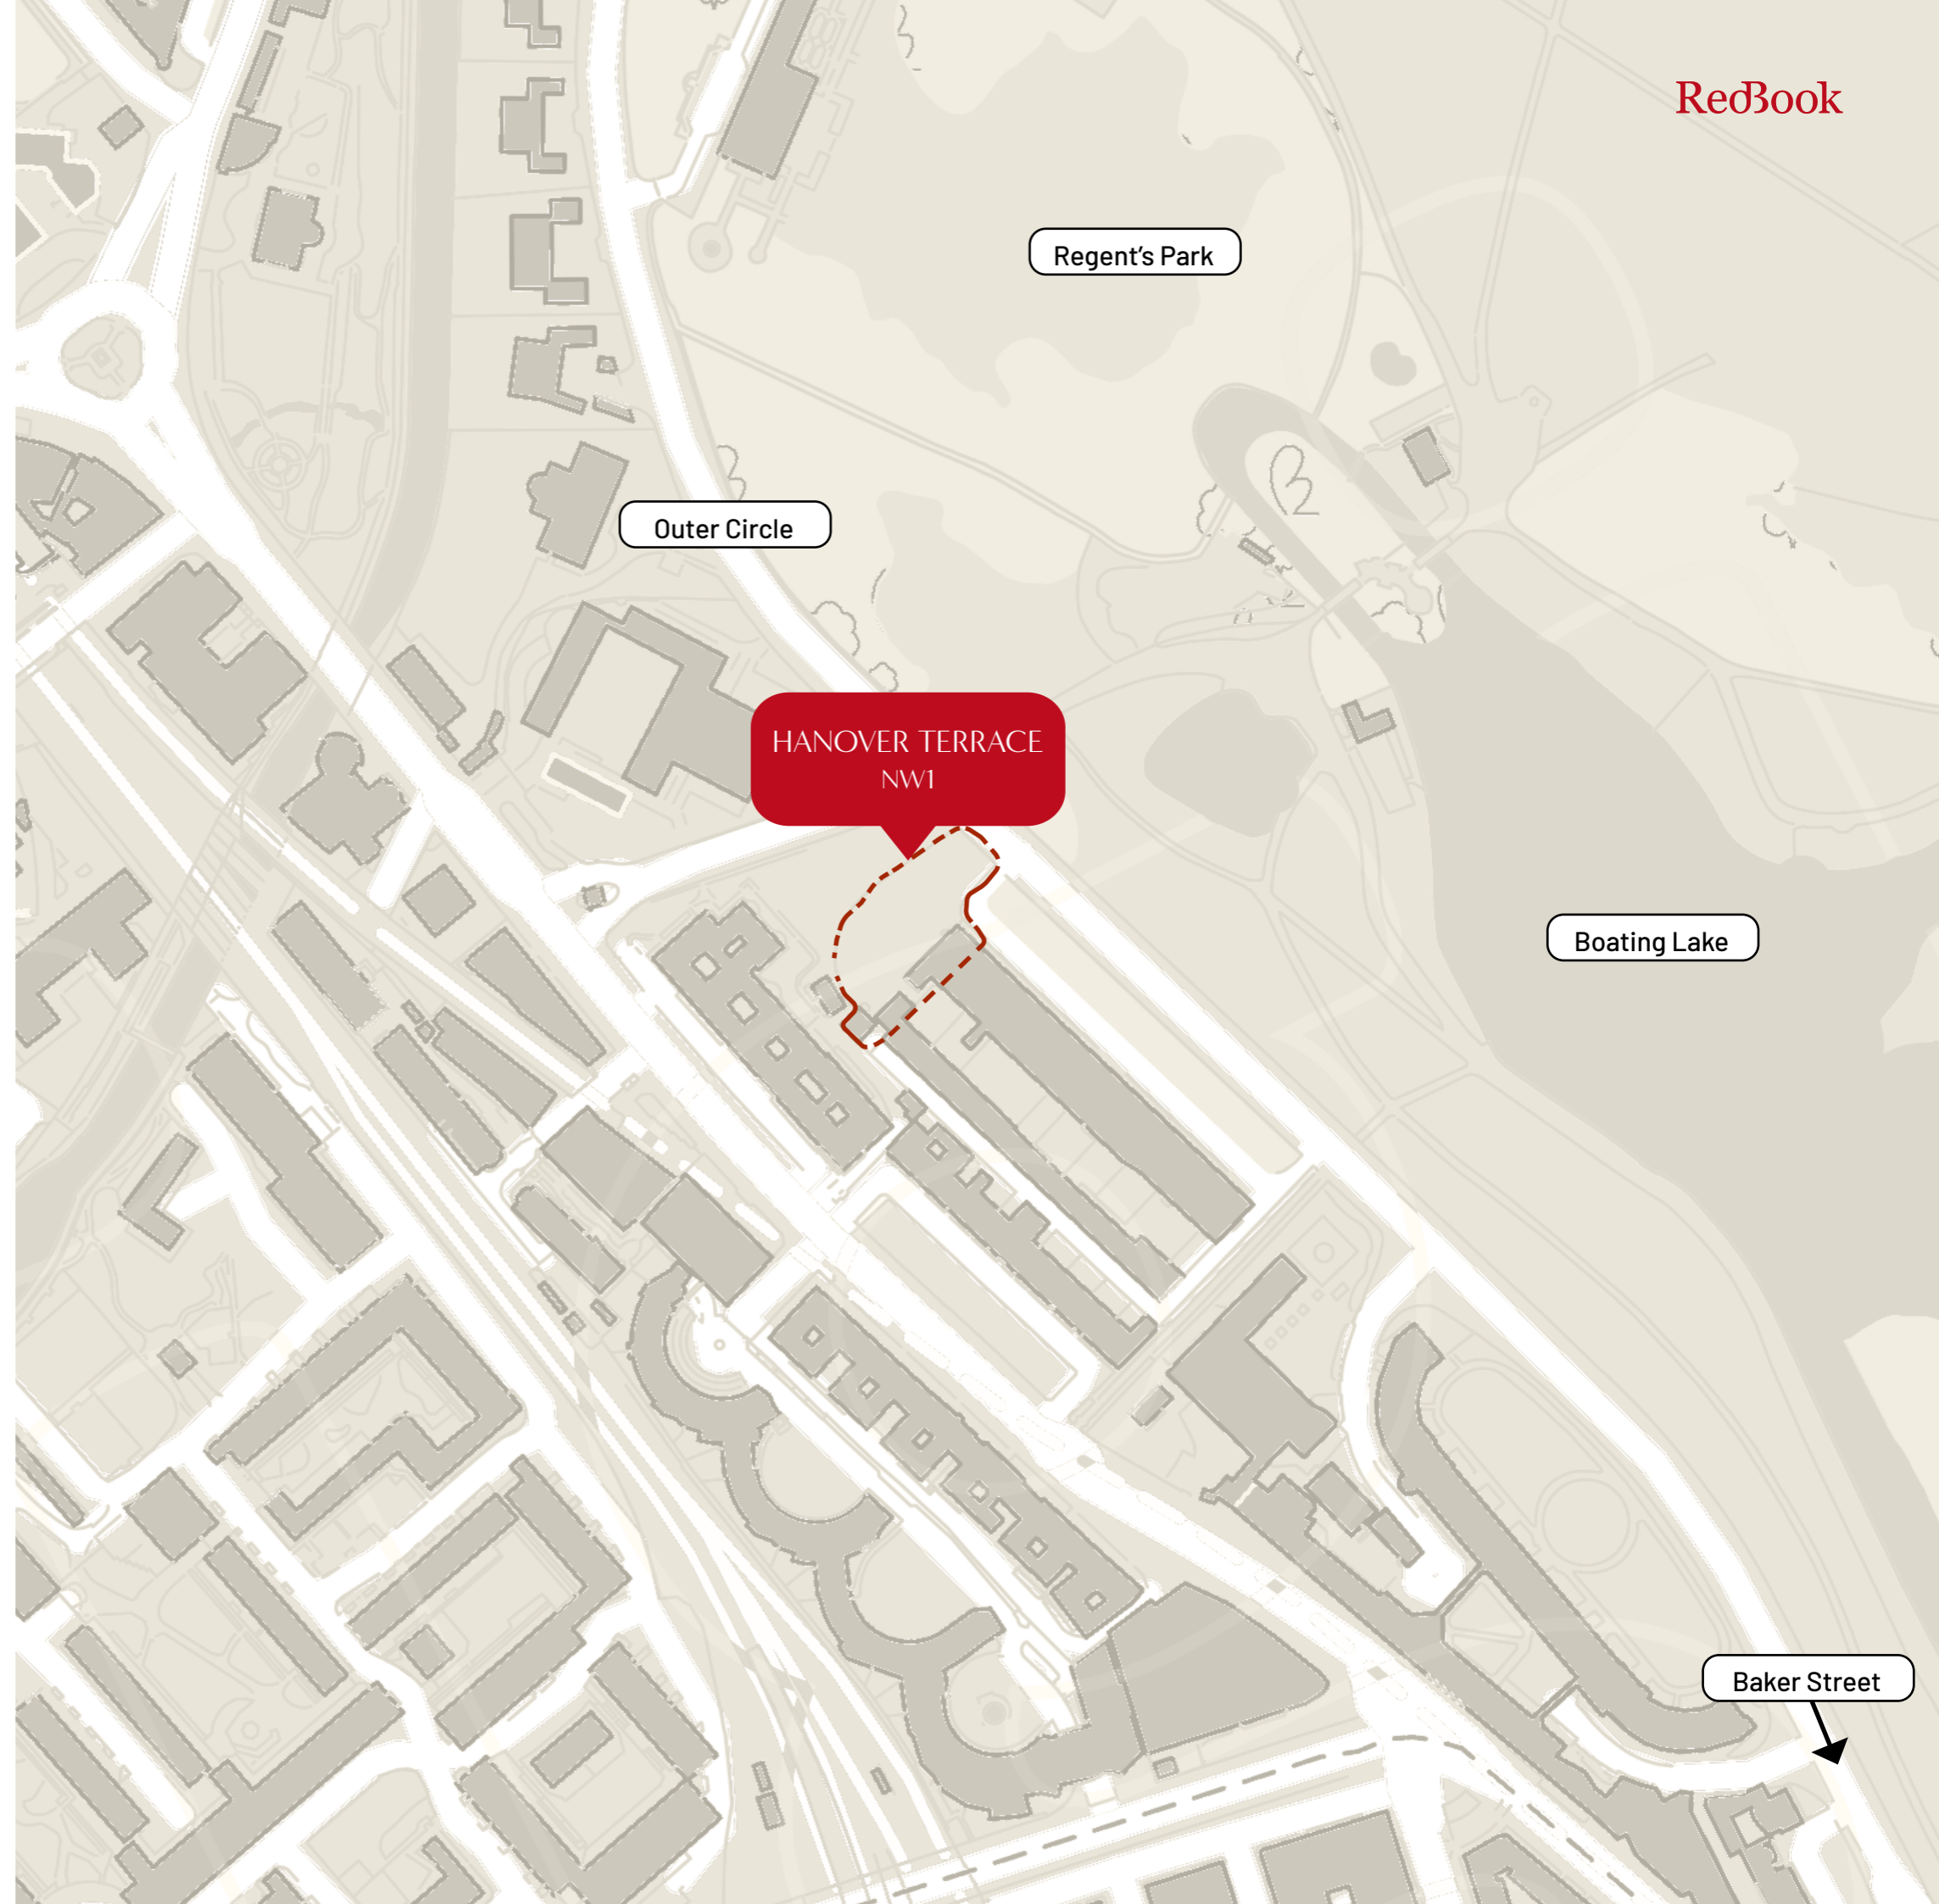 RedBook
Regent's Park
Outer Circle
HANOVER TERRACE
NW1
Boating Lake
Baker Street